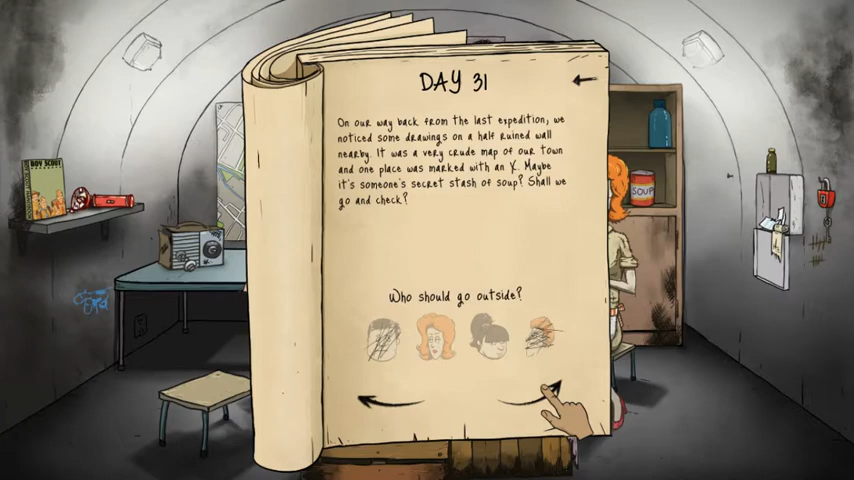 DAY 31
On our way back from the last expedition, we
noticed some drawings on a half ruined wall
nearby. It was a very crude map of our town
and one place was marked with an X. Maybe
it's someone's secret stash of soup? Shall we
go and check?
Who should go outside?
BOY SCOUT
SOUP